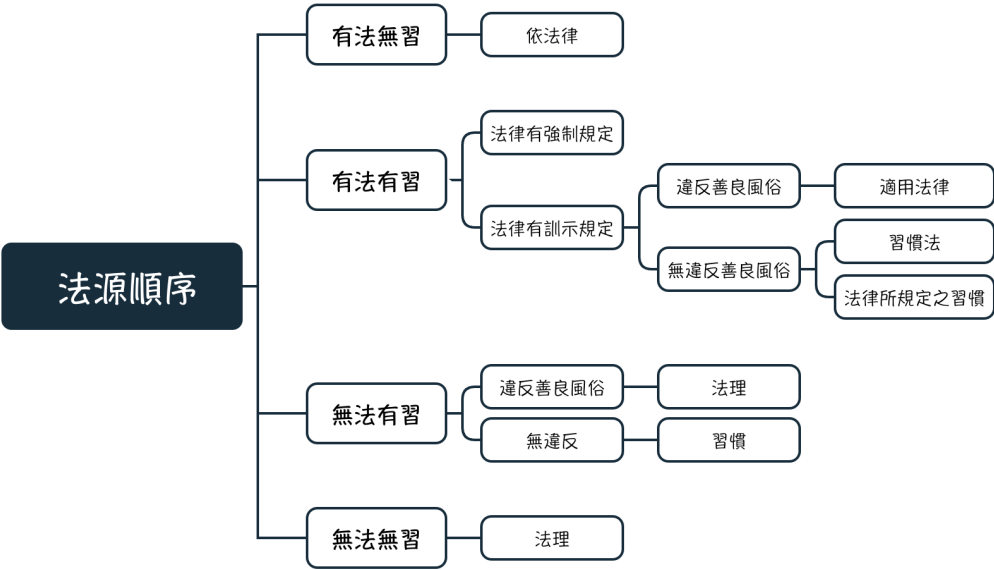 法源順序
有法無習
依法律
有法有習
法律有強制規定
法律有訓示規定
違反善良風俗
適用法律
無違反善良風俗
習慣法
法律所規定之習慣
無法有習
違反善良風俗
法理
無違反
習慣
無法無習
法理